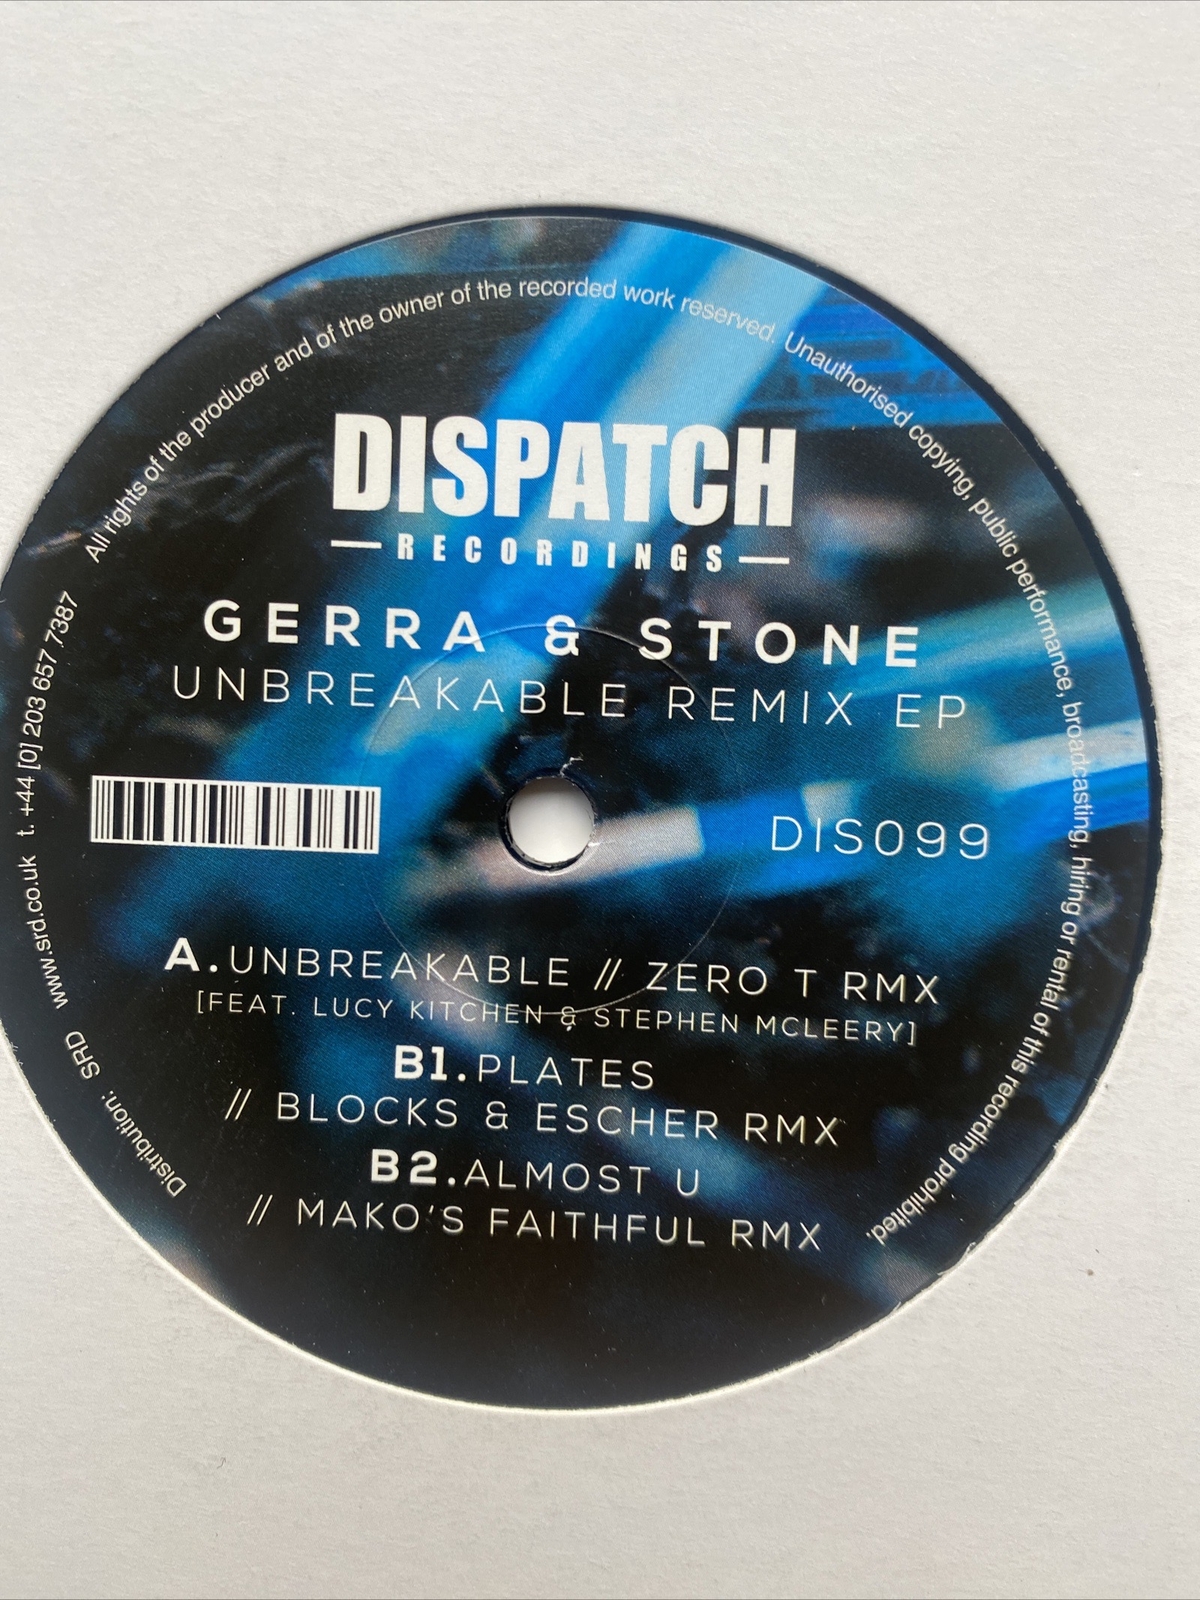 All rights of the producer and of the owner of the recorded work reserved. Unauthorised copying, public performance, broadcasting, hiring or rental of this recording prohibited.
DISPATCH
RECORDINGS
GERRA & STONE
UNBREAKABLE REMIX EP
DIS099
A.UNBREAKABLE // ZERO T RMX
[FEAT. LUCY KITCHEN & STEPHEN MCLEERY]
B1.PLATES
// BLOCKS & ESCHER RMX
B2.ALMOST U
// MAKO'S FAITHFUL RMX
Distribution: SRD www.srd.co.uk t. +44 [0] 203 657 7387